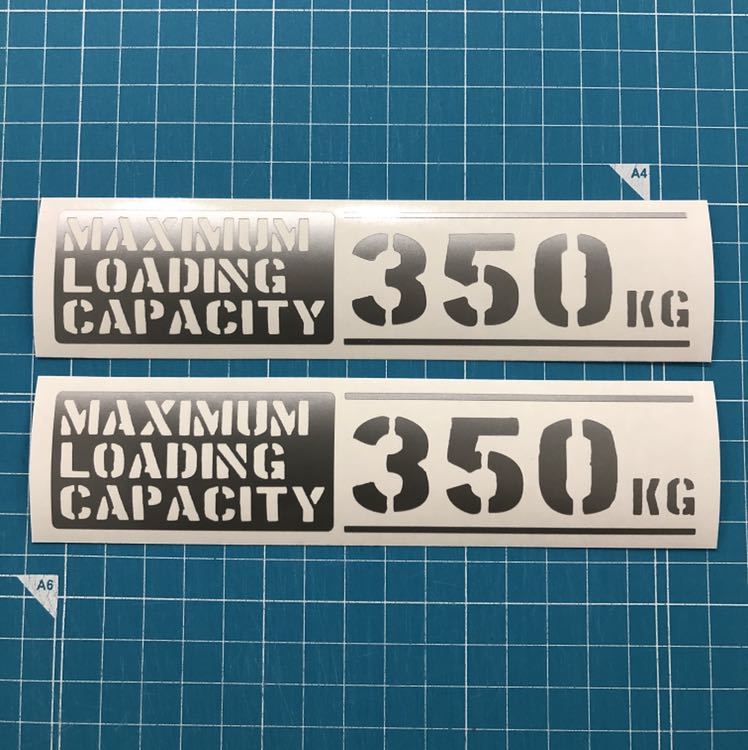 A4
MAXIMUM
LOADING
CAPACITY
350 KG
MAXIMUM
LOADING
CAPACITY
350 KG
A6